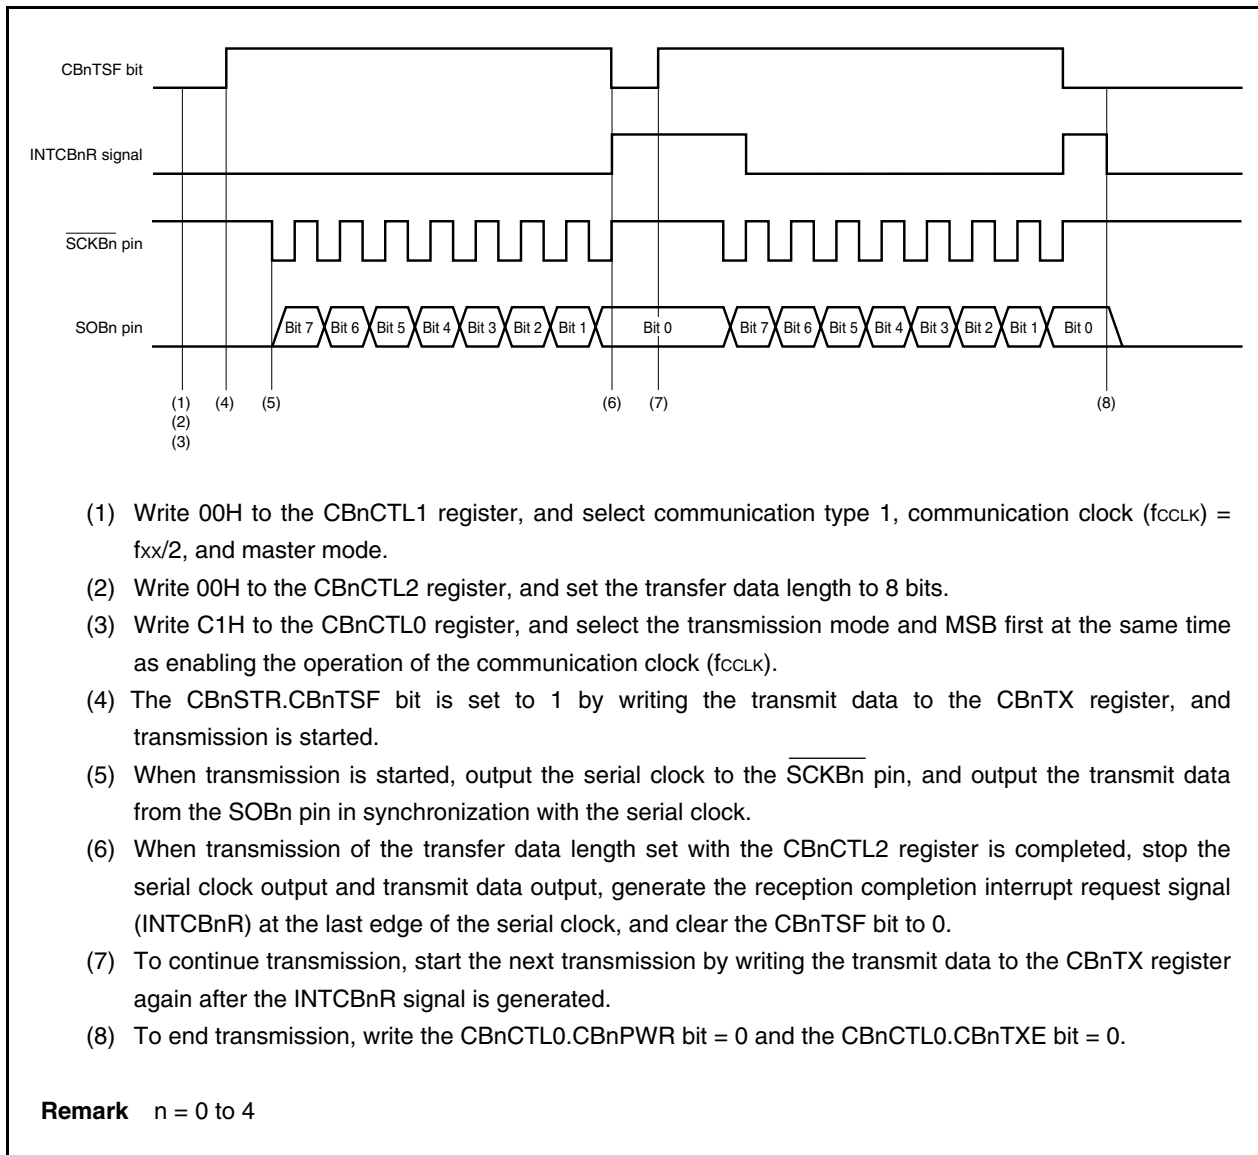 CBnTSF bit
INTCBnR signal
SCKBn pin
SOBn pin
Bit 7 Bit 6 Bit 5 Bit 4 Bit 3 Bit 2 Bit 1 Bit 0 Bit 7 Bit 6 Bit 5 Bit 4 Bit 3 Bit 2 Bit 1 Bit 0
(1) (4) (5) (6) (7) (8)
(2)
(3)
(1) Write 00H to the CBnCTL1 register, and select communication type 1, communication clock (fCCLK) =
fxx/2, and master mode.
(2) Write 00H to the CBnCTL2 register, and set the transfer data length to 8 bits.
(3) Write C1H to the CBnCTL0 register, and select the transmission mode and MSB first at the same time
as enabling the operation of the communication clock (fCCLK).
(4) The CBnSTR.CBnTSF bit is set to 1 by writing the transmit data to the CBnTX register, and
transmission is started.
(5) When transmission is started, output the serial clock to the SCKBn pin, and output the transmit data
from the SOBn pin in synchronization with the serial clock.
(6) When transmission of the transfer data length set with the CBnCTL2 register is completed, stop the
serial clock output and transmit data output, generate the reception completion interrupt request signal
(INTCBnR) at the last edge of the serial clock, and clear the CBnTSF bit to 0.
(7) To continue transmission, start the next transmission by writing the transmit data to the CBnTX register
again after the INTCBnR signal is generated.
(8) To end transmission, write the CBnCTL0.CBnPWR bit = 0 and the CBnCTL0.CBnTXE bit = 0.
Remark n = 0 to 4